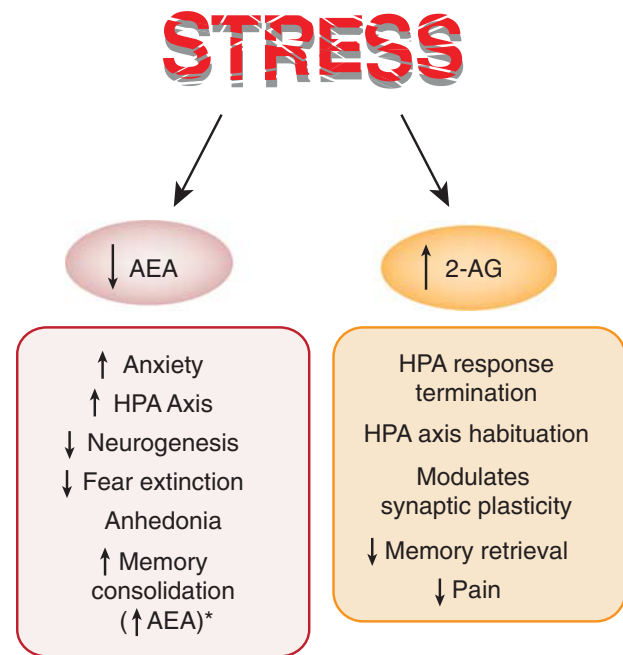 STRESS
↓ AEA
↑ 2-AG
↑ Anxiety
↑ HPA Axis
↓ Neurogenesis
↓ Fear extinction
Anhedonia
↑ Memory
consolidation
(↑AEA)*
HPA response
termination
HPA axis habituation
Modulates
synaptic plasticity
↓ Memory retrieval
↓ Pain